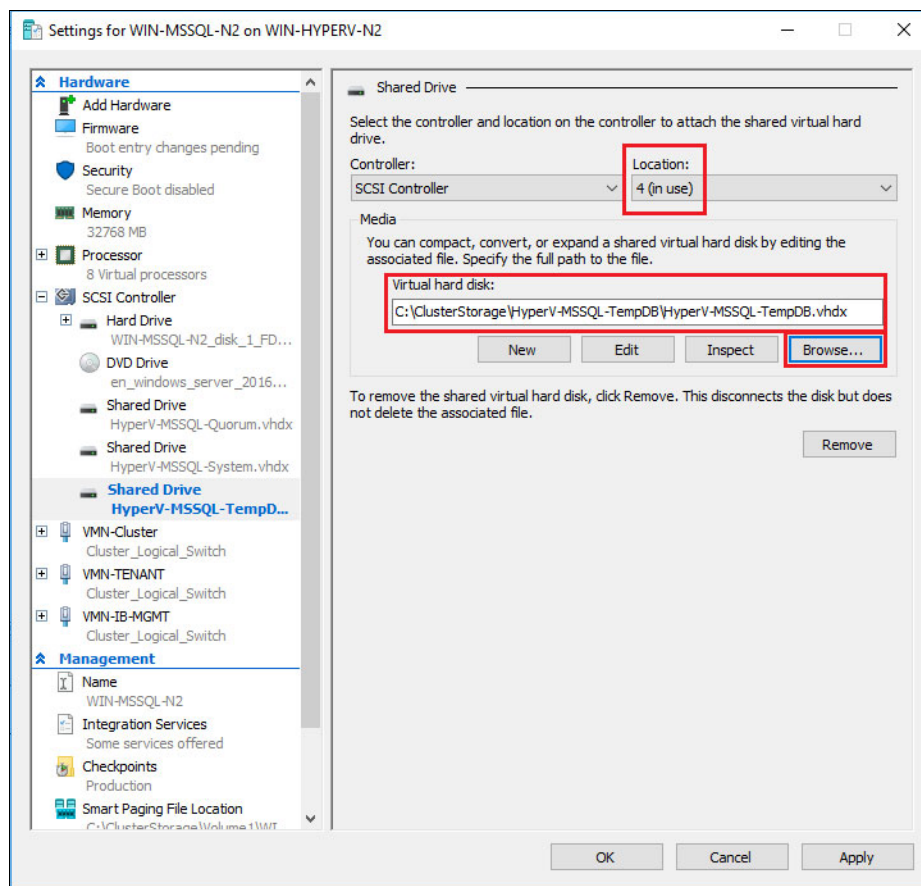 Settings for WIN-MSSQL-N2 on WIN-HYPERV-N2
Hardware
Add Hardware
Firmware
Boot entry changes pending
Security
Secure Boot disabled
Memory
32768 MB
Processor
8 Virtual processors
SCSI Controller
Hard Drive
WIN-MSSQL-N2_disk_1_FD...
DVD Drive
en_windows_server_2016...
Shared Drive
HyperV-MSSQL-Quorum.vhdx
Shared Drive
HyperV-MSSQL-System.vhdx
Shared Drive
HyperV-MSSQL-TempD...
VMN-Cluster
Cluster_Logical_Switch
VMN-TENANT
Cluster_Logical_Switch
VMN-IB-MGMT
Cluster_Logical_Switch
Management
Name
WIN-MSSQL-N2
Integration Services
Some services offered
Checkpoints
Production
Smart Paging File Location
C:\ClusterStorage\Volume1\WI...
Shared Drive
Select the controller and location on the controller to attach the shared virtual hard
drive.
Controller:
Location:
SCSI Controller
4 (in use)
Media
You can compact, convert, or expand a shared virtual hard disk by editing the
associated file. Specify the full path to the file.
Virtual hard disk:
C:\ClusterStorage\HyperV-MSSQL-TempDB\HyperV-MSSQL-TempDB.vhdx
New Edit Inspect Browse...
To remove the shared virtual hard disk, click Remove. This disconnects the disk but does
not delete the associated file.
Remove
OK Cancel Apply